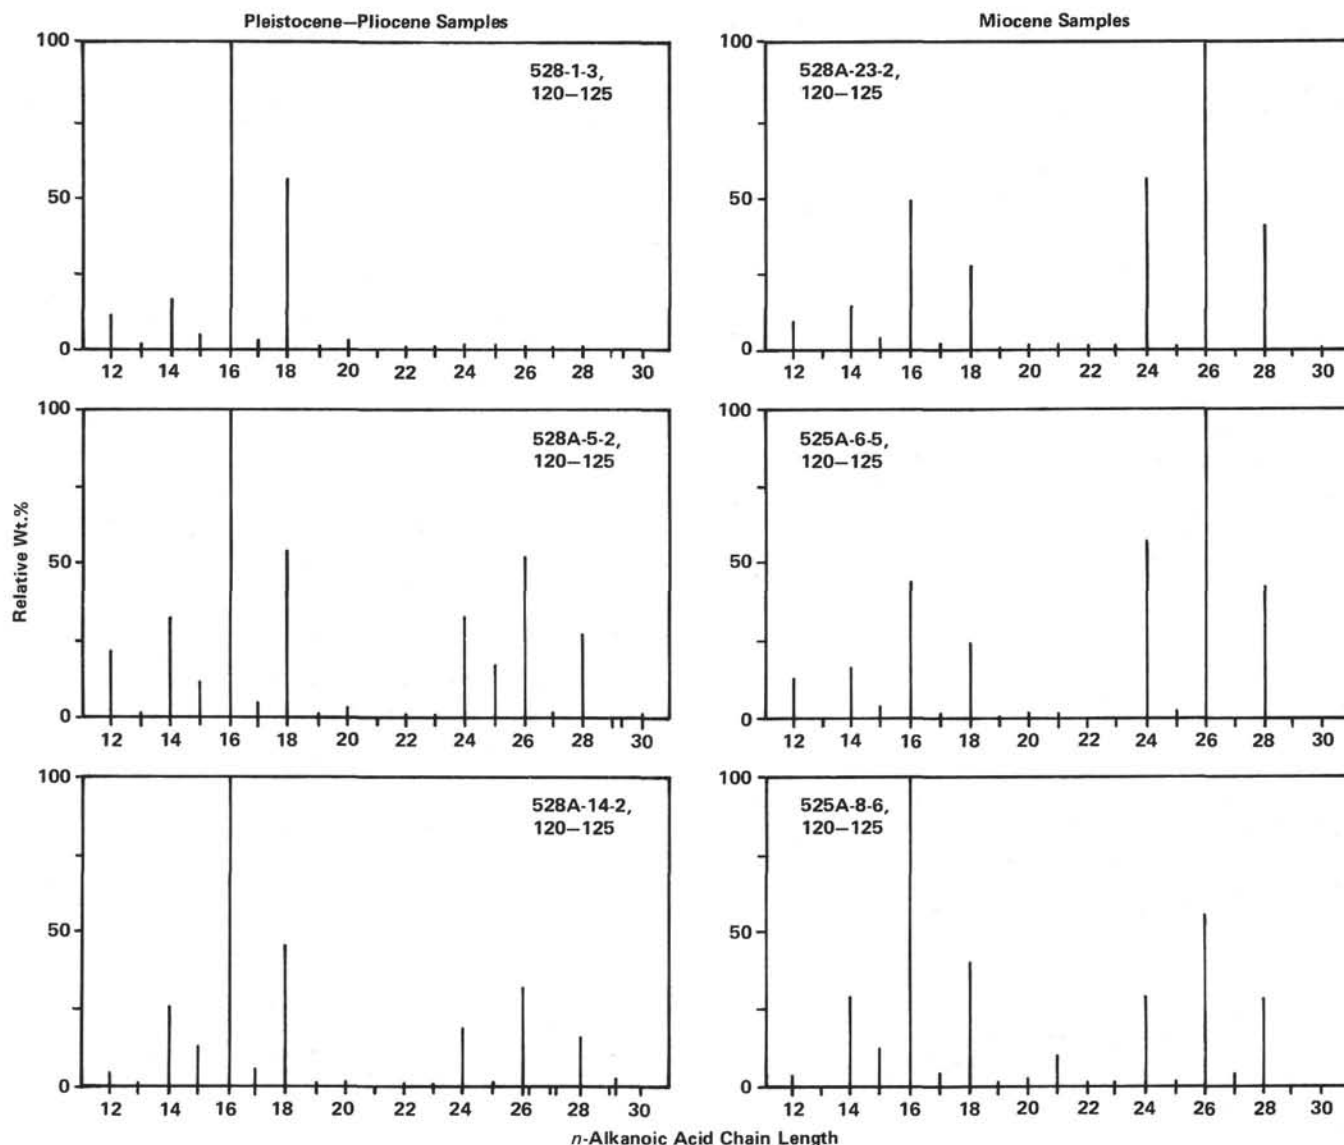 Pleistocene—Pliocene Samples
Miocene Samples
100
50
0
528-1-3,
120—125
12 14 16 18 20 22 24 26 28 30
100
50
0
528A-23-2,
120—125
12 14 16 18 20 22 24 26 28 30
Relative Wt.%
100
50
0
528A-5-2,
120—125
12 14 16 18 20 22 24 26 28 30
100
50
0
525A-6-5,
120—125
12 14 16 18 20 22 24 26 28 30
100
50
0
528A-14-2,
120—125
12 14 16 18 20 22 24 26 28 30
100
50
0
525A-8-6,
120—125
12 14 16 18 20 22 24 26 28 30
n-Alkanoic Acid Chain Length